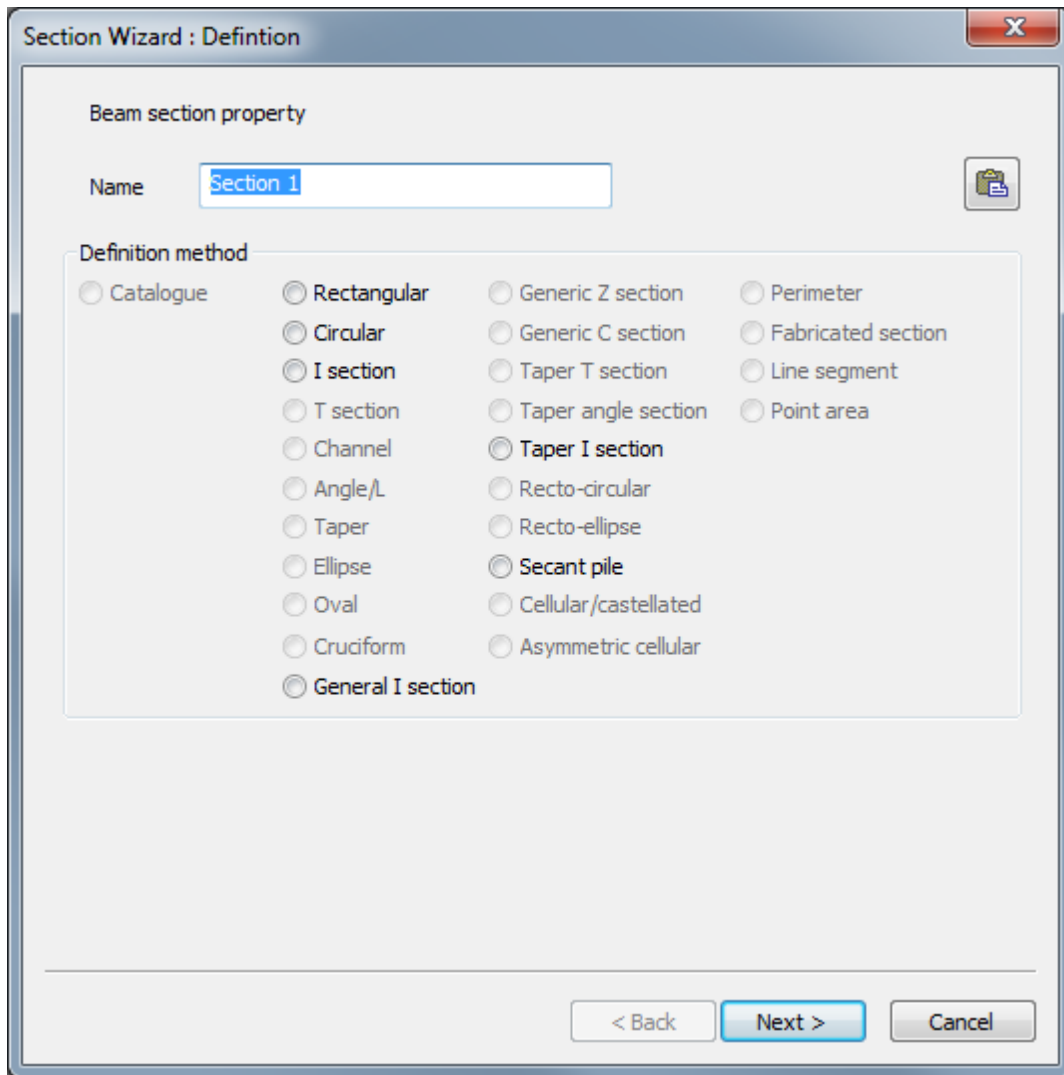 Section Wizard : Defintion
Beam section property
Name Section 1
Definition method
Catalogue Rectangular Generic Z section Perimeter
Circular Generic C section Fabricated section
I section Taper T section Line segment
T section Taper angle section Point area
Channel Taper I section
Angle/L Recto-circular
Taper Recto-ellipse
Ellipse Secant pile
Oval Cellular/castellated
Cruciform Asymmetric cellular
General I section
< Back Next > Cancel